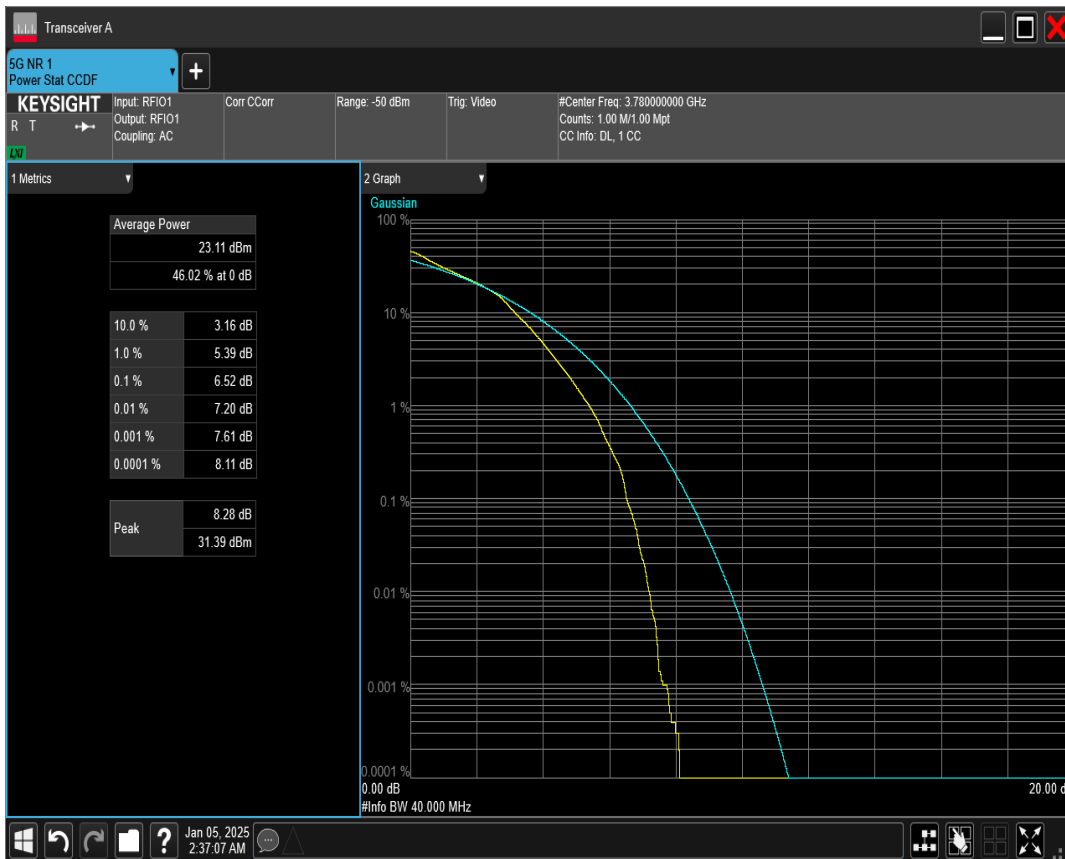 Transceiver A
5G NR 1
Power Stat CCDF
+
KEYSIGHT
R T
LXI
Input: RFIO1
Output: RFIO1
Coupling: AC
Corr CCorr
Range: -50 dBm
Trig: Video
#Center Freq: 3.780000000 GHz
Counts: 1.00 M/1.00 Mpt
CC Info: DL, 1 CC
1 Metrics
Average Power
23.11 dBm
46.02 % at 0 dB
10.0 % 3.16 dB
1.0 % 5.39 dB
0.1 % 6.52 dB
0.01 % 7.20 dB
0.001 % 7.61 dB
0.0001 % 8.11 dB
Peak 8.28 dB
31.39 dBm
2 Graph
Gaussian
100 %
10 %
1 %
0.1 %
0.01 %
0.001 %
0.0001 %
0.00 dB 20.00 d
#Info BW 40.000 MHz
?
Jan 05, 2025
2:37:07 AM